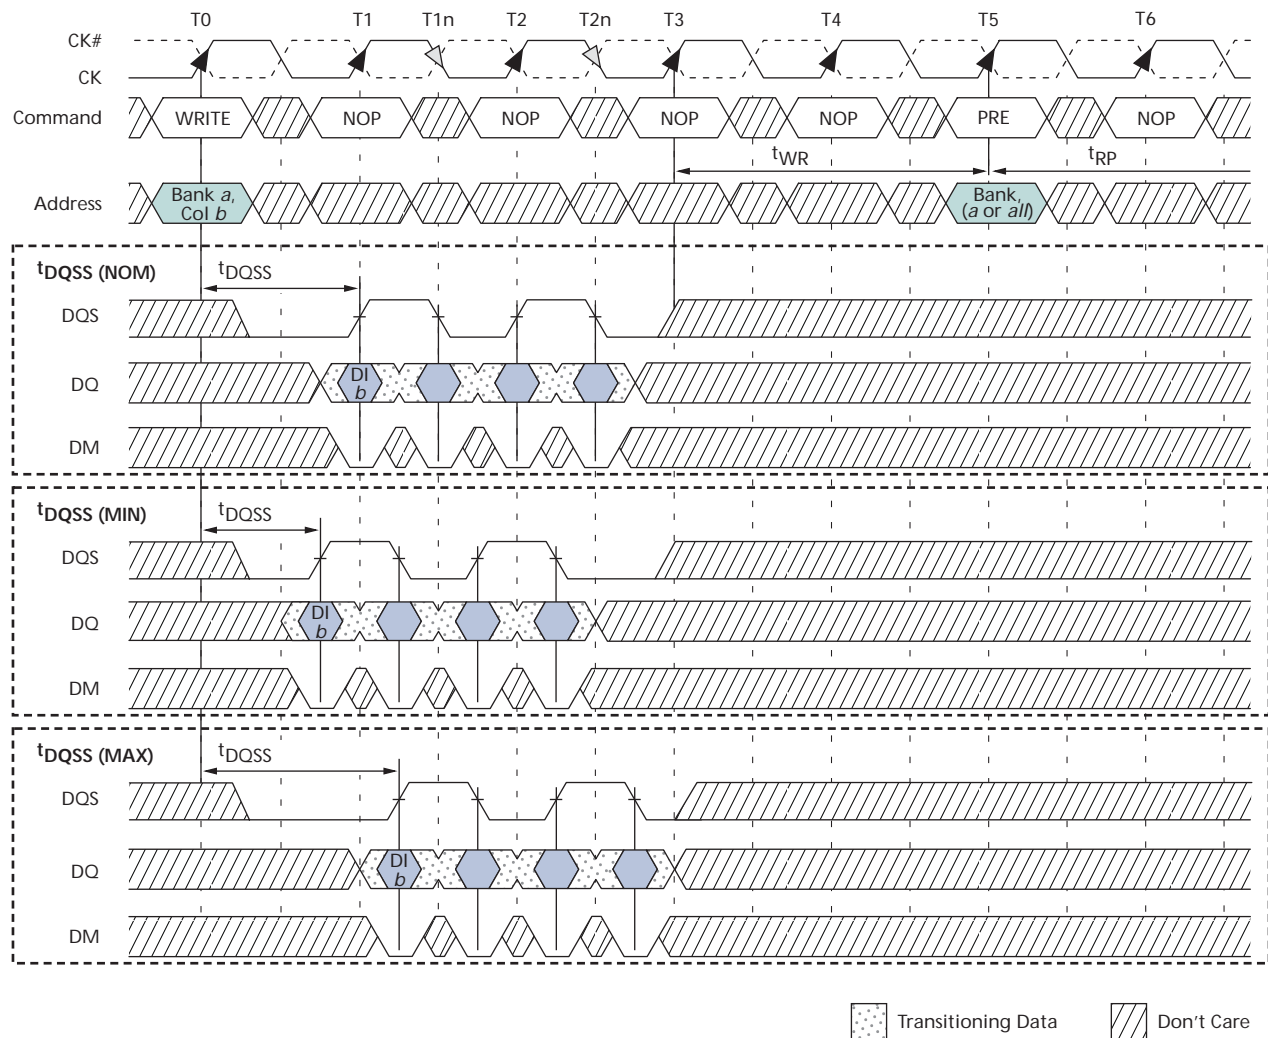 T0 T1 T1n T2 T2n T3 T4 T5 T6
CK#
CK
Command WRITE NOP NOP NOP NOP PRE NOP
tWR tRP
Address Bank a, Col b Bank, (a or all)
tDQSS (NOM) tDQSS
DQS
DQ DI b
DM
tDQSS (MIN) tDQSS
DQS
DQ DI b
DM
tDQSS (MAX) tDQSS
DQS
DQ DI b
DM
Transitioning Data Don't Care